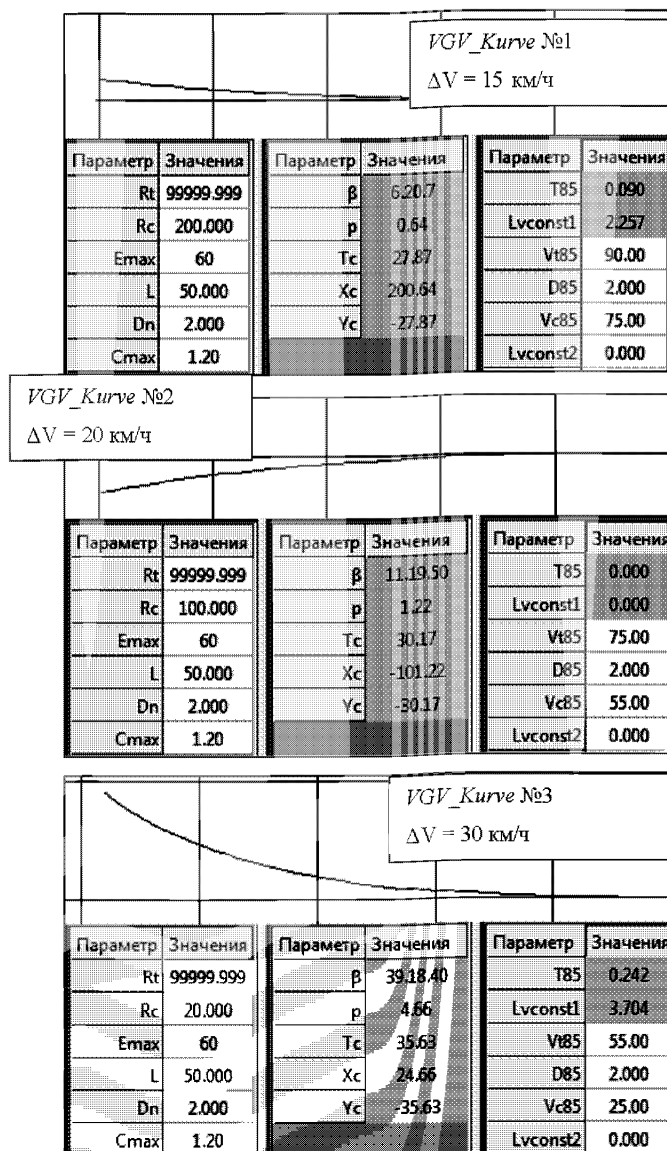 VGV_Kurve №1
ΔV = 15 км/ч
Параметр Значения Параметр Значения Параметр Значения
Rt 99999.999 β 6.20.7 T85 0.090
Rc 200.000 p 0.64 Lvconst1 2.257
Emax 60 Tc 27.87 Vt85 90.00
L 50.000 Xc 200.64 D85 2.000
Dn 2.000 Yc -27.87 Vc85 75.00
Cmax 1.20 Lvconst2 0.000
VGV_Kurve №2
ΔV = 20 км/ч
Параметр Значения Параметр Значения Параметр Значения
Rt 99999.999 β 11.19.50 T85 0.000
Rc 100.000 p 1.22 Lvconst1 0.000
Emax 60 Tc 30.17 Vt85 75.00
L 50.000 Xc -101.22 D85 2.000
Dn 2.000 Yc -30.17 Vc85 55.00
Cmax 1.20 Lvconst2 0.000
VGV_Kurve №3
ΔV = 30 км/ч
Параметр Значения Параметр Значения Параметр Значения
Rt 99999.999 β 39.18.40 T85 0.242
Rc 20.000 p 4.66 Lvconst1 3.704
Emax 60 Tc 35.63 Vt85 55.00
L 50.000 Xc 24.66 D85 2.000
Dn 2.000 Yc -35.63 Vc85 25.00
Cmax 1.20 Lvconst2 0.000